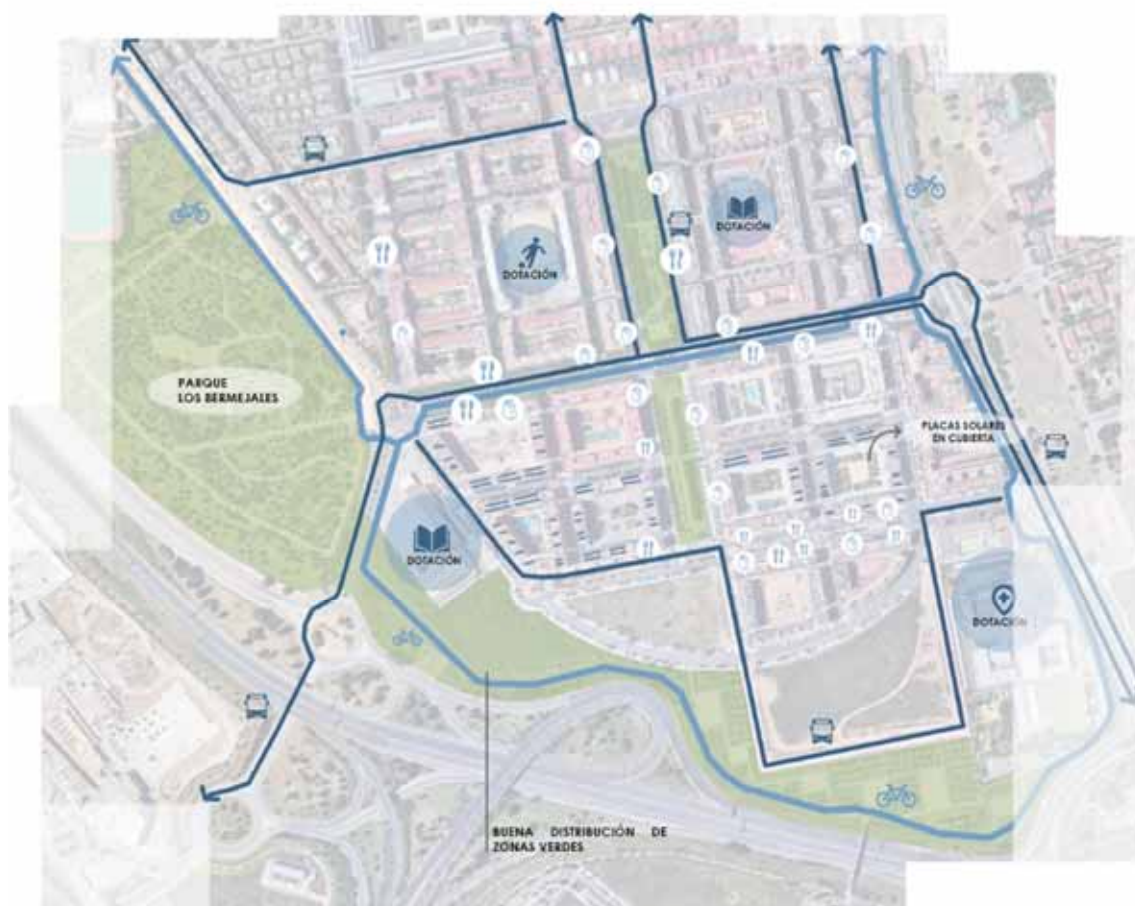 DOTACIÓN
DOTACIÓN
PARQUE
LOS BERMEJALES
PLACAS SOLARES
EN CUBIERTA
DOTACIÓN
DOTACIÓN
BUENA DISTRIBUCIÓN DE
ZONAS VERDES